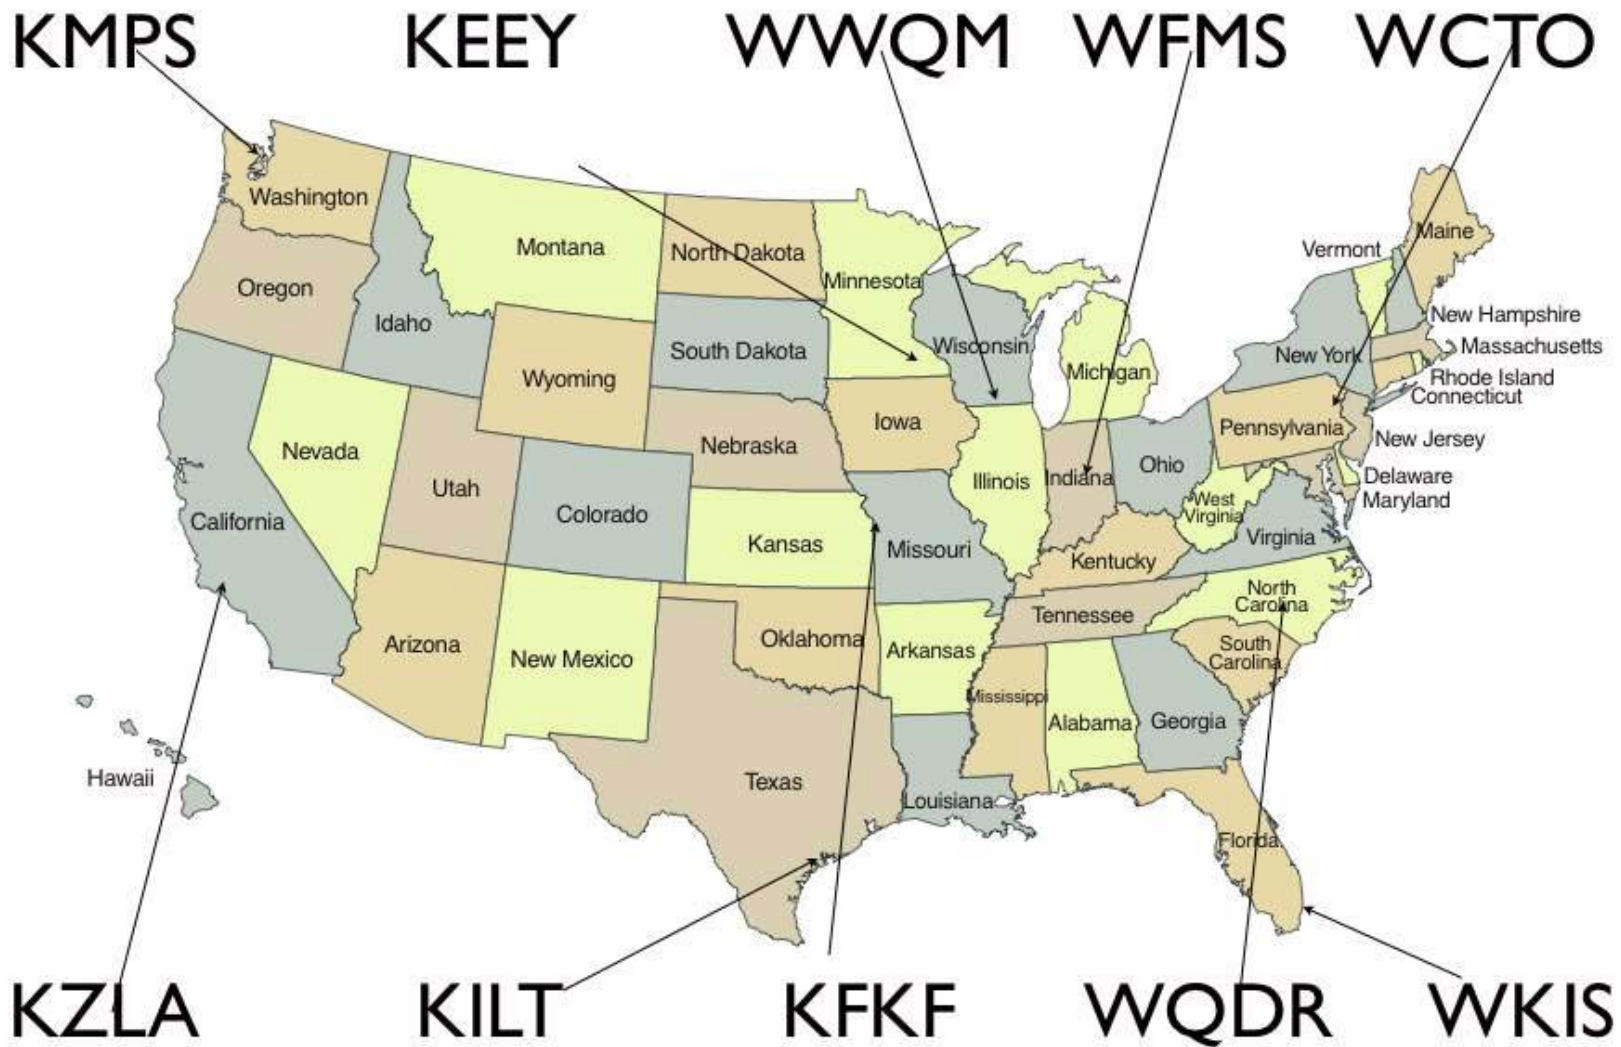 KMPS KEEY WWQM WFMS WCTO
Washington
Montana
North Dakota
Minnesota
Maine
Vermont
Oregon
Idaho
New Hampshire
Massachusetts
South Dakota
Wisconsin
New York
Wyoming
Michigan
Rhode Island
Connecticut
Iowa
Pennsylvania
New Jersey
Nevada
Nebraska
Utah
Illinois
Indiana
Ohio
Delaware
Maryland
California
Colorado
Kansas
Missouri
West
Virginia
Virginia
Kentucky
North
Carolina
Tennessee
Arizona
New Mexico
Oklahoma
Arkansas
South
Carolina
Mississippi
Alabama
Georgia
Hawaii
Texas
Louisiana
Florida
KZLA KILT KFKF WQDR WKIS